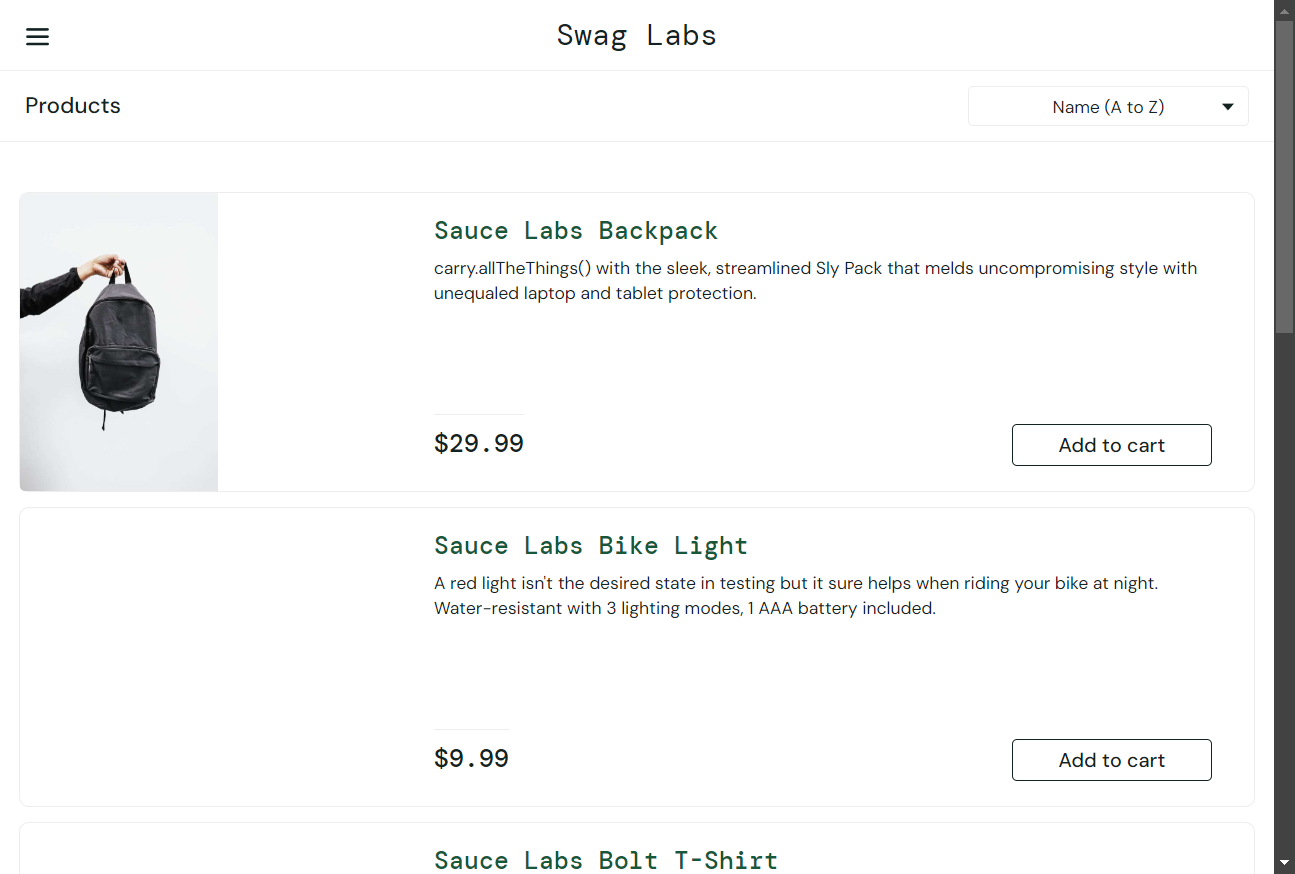 Swag Labs
Products
Name (A to Z)
Sauce Labs Backpack
carry.allTheThings() with the sleek, streamlined Sly Pack that melds uncompromising style with
unequaled laptop and tablet protection.
$29.99
Add to cart
Sauce Labs Bike Light
A red light isn't the desired state in testing but it sure helps when riding your bike at night.
Water-resistant with 3 lighting modes, 1 AAA battery included.
$9.99
Add to cart
Sauce Labs Bolt T-Shirt